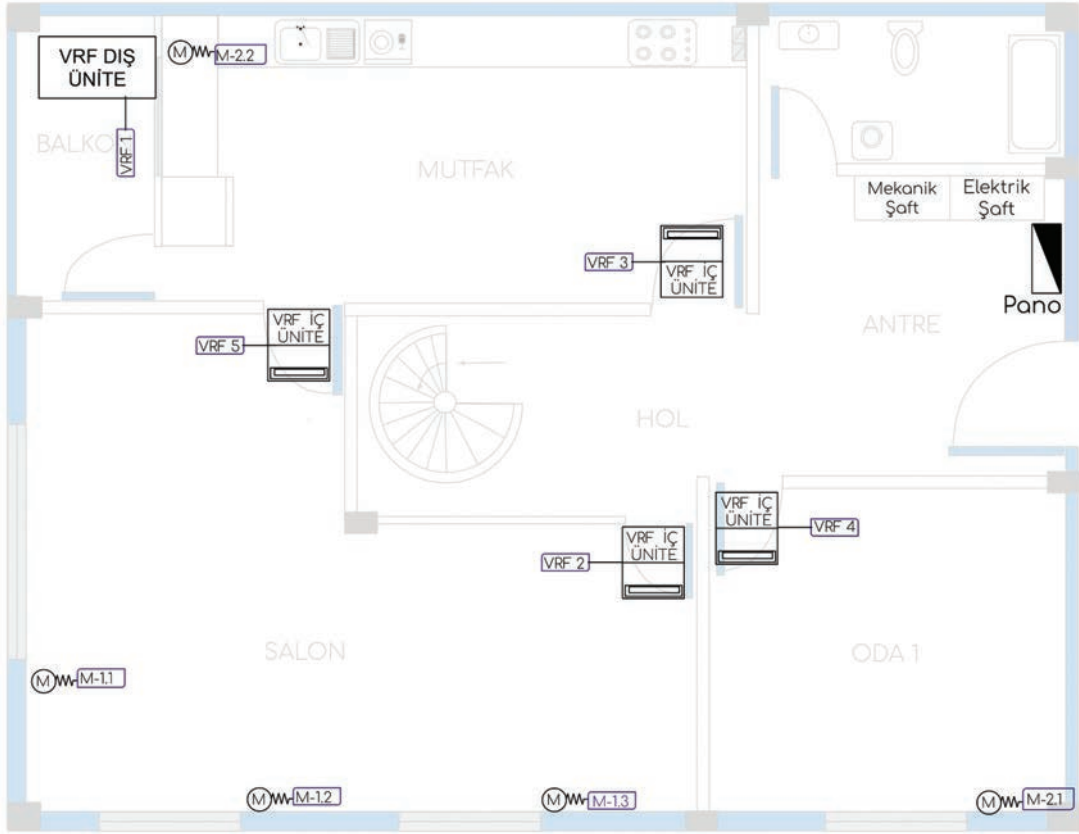 VRF DIŞ
ÜNİTE
M
M-2.2
VRF 1
BALKO
MUTFAK
Mekanik
Şaft
Elektrik
Şaft
VRF 3
VRF İÇ
ÜNİTE
Pano
ANTRE
VRF İÇ
ÜNİTE
VRF 5
HOL
VRF İÇ
ÜNİTE
VRF 4
VRF İÇ
ÜNİTE
VRF 2
SALON
ODA 1
M
M-1.1
M
M-1.2
M
M-1.3
M
M-2.1